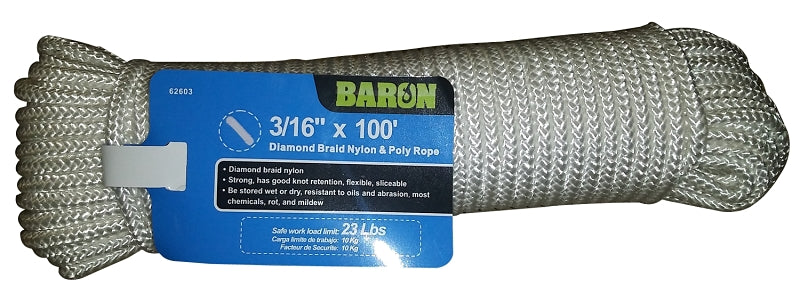 62603
BARON
3/16" x 100'
Diamond Braid Nylon & Poly Rope
• Diamond braid nylon
• Strong, has good knot retention, flexible, sliceable
• Be stored wet or dry, resistant to oils and abrasion, most
chemicals, rot, and mildew
Safe work load limit: 23 Lbs
Carga limite de trabajo: 10 Kg
Facteur de Securite: 10 Kg